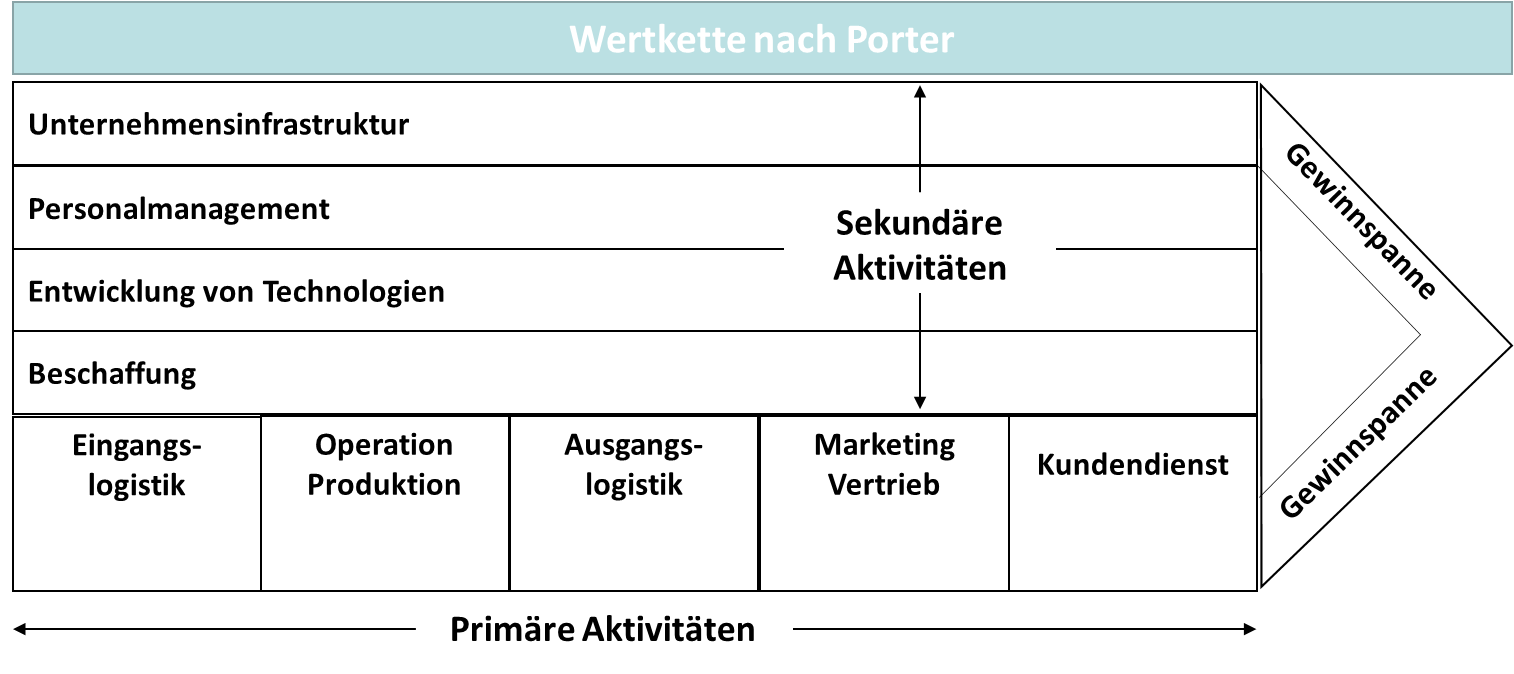 Wertkette nach Porter
Unternehmensinfrastruktur
Personalmanagement
Sekundäre
Aktivitäten
Entwicklung von Technologien
Beschaffung
Gewinnspanne
Gewinnspanne
Eingangs-
logistik
Operation
Produktion
Ausgangs-
logistik
Marketing
Vertrieb
Kundendienst
Primäre Aktivitäten